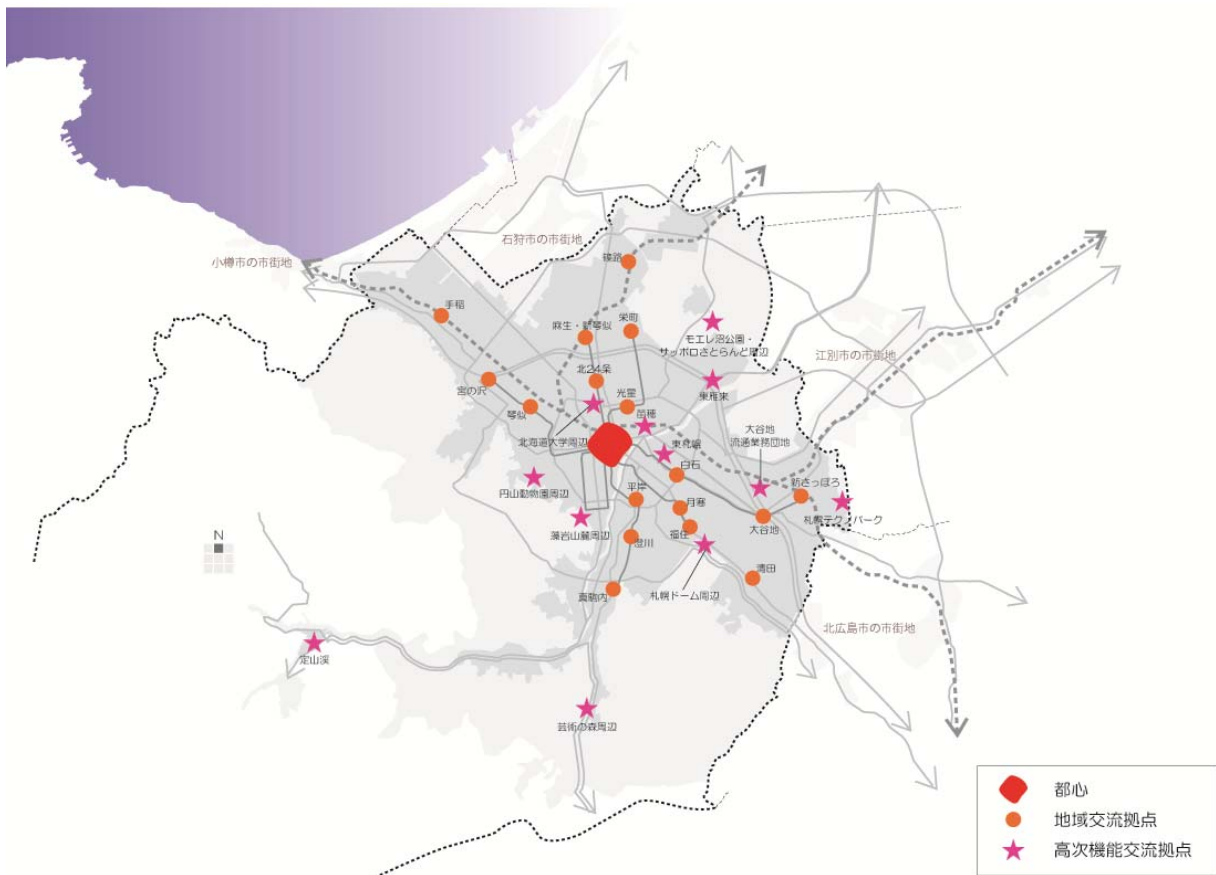 石狩市の市街地
小樽市の市街地
篠路
手稲
麻生・新琴似
栄町
モエレ沼公園・
サッポロさとらんど周辺
江別市の市街地
北24条
宮の沢
光星
東雁来
琴似
苗穂
北海道大学周辺
東札幌
大谷地
流通業務団地
白石
円山動物園周辺
平岸
月寒
新さっぽろ
大谷地
札幌テクノパーク
藻岩山麓周辺
澄川
福住
N
清田
真駒内
札幌ドーム周辺
北広島市の市街地
定山渓
芸術の森周辺
都心
地域交流拠点
高次機能交流拠点